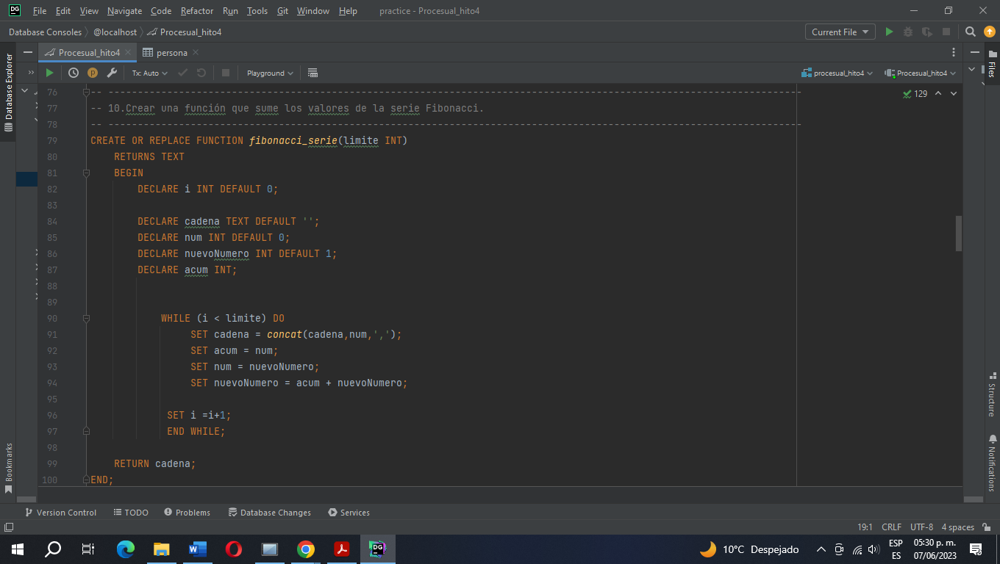 DG File Edit View Navigate Code Refactor Run Tools Git Window Help practice - Procesual_hito4
Database Consoles @localhost Procesual_hito4 Current File
Procesual_hito4 persona
Tx: Auto Playground procesual_hito4 Procesual_hito4
Database Explorer
Files
129
76 -- ----------------------------------------------------------------------------------------------------------------------
77 -- 10.Crear una función que sume los valores de la serie Fibonacci.
78 -- ----------------------------------------------------------------------------------------------------------------------
79 CREATE OR REPLACE FUNCTION fibonacci_serie(limite INT)
80 RETURNS TEXT
81 BEGIN
82 DECLARE i INT DEFAULT 0;
83
84 DECLARE cadena TEXT DEFAULT '';
85 DECLARE num INT DEFAULT 0;
86 DECLARE nuevoNumero INT DEFAULT 1;
87 DECLARE acum INT;
88
89
90 WHILE (i < limite) DO
91 SET cadena = concat(cadena,num,',');
92 SET acum = num;
93 SET num = nuevoNumero;
94 SET nuevoNumero = acum + nuevoNumero;
95
96 SET i =i+1;
97 END WHILE;
98
99 RETURN cadena;
100 END;
Structure
Notifications
Bookmarks
Version Control TODO Problems Database Changes Services
19:1 CRLF UTF-8 4 spaces
W DG 10°C Despejado ESP 05:30 p. m.
ES 07/06/2023